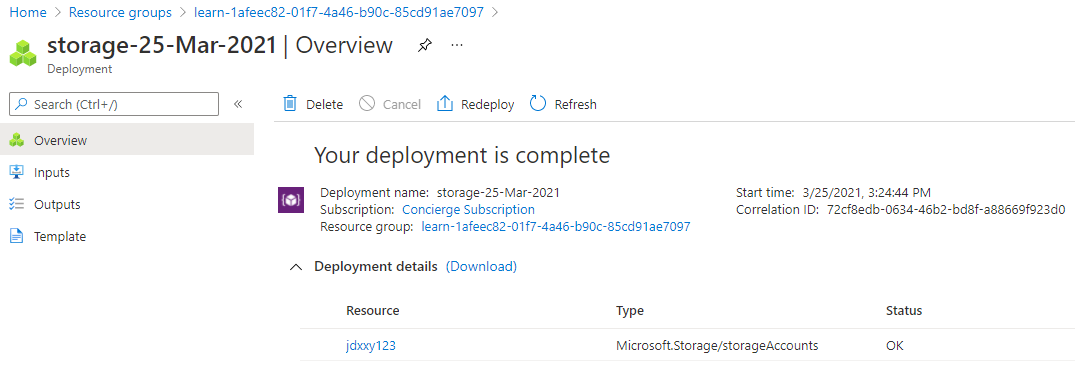 Home > Resource groups > learn-1afeec82-01f7-4a46-b90c-85cd91ae7097 >
storage-25-Mar-2021 | Overview ...
Deployment
Search (Ctrl+/) «
Delete Cancel Redeploy Refresh
Overview
Inputs
Outputs
Template
Your deployment is complete
Deployment name: storage-25-Mar-2021
Subscription: Concierge Subscription
Resource group: learn-1afeec82-01f7-4a46-b90c-85cd91ae7097
Start time: 3/25/2021, 3:24:44 PM
Correlation ID: 72cf8edb-0634-46b2-bd8f-a88669f923d0
Deployment details (Download)
Resource Type Status
jdxxy123 Microsoft.Storage/storageAccounts OK